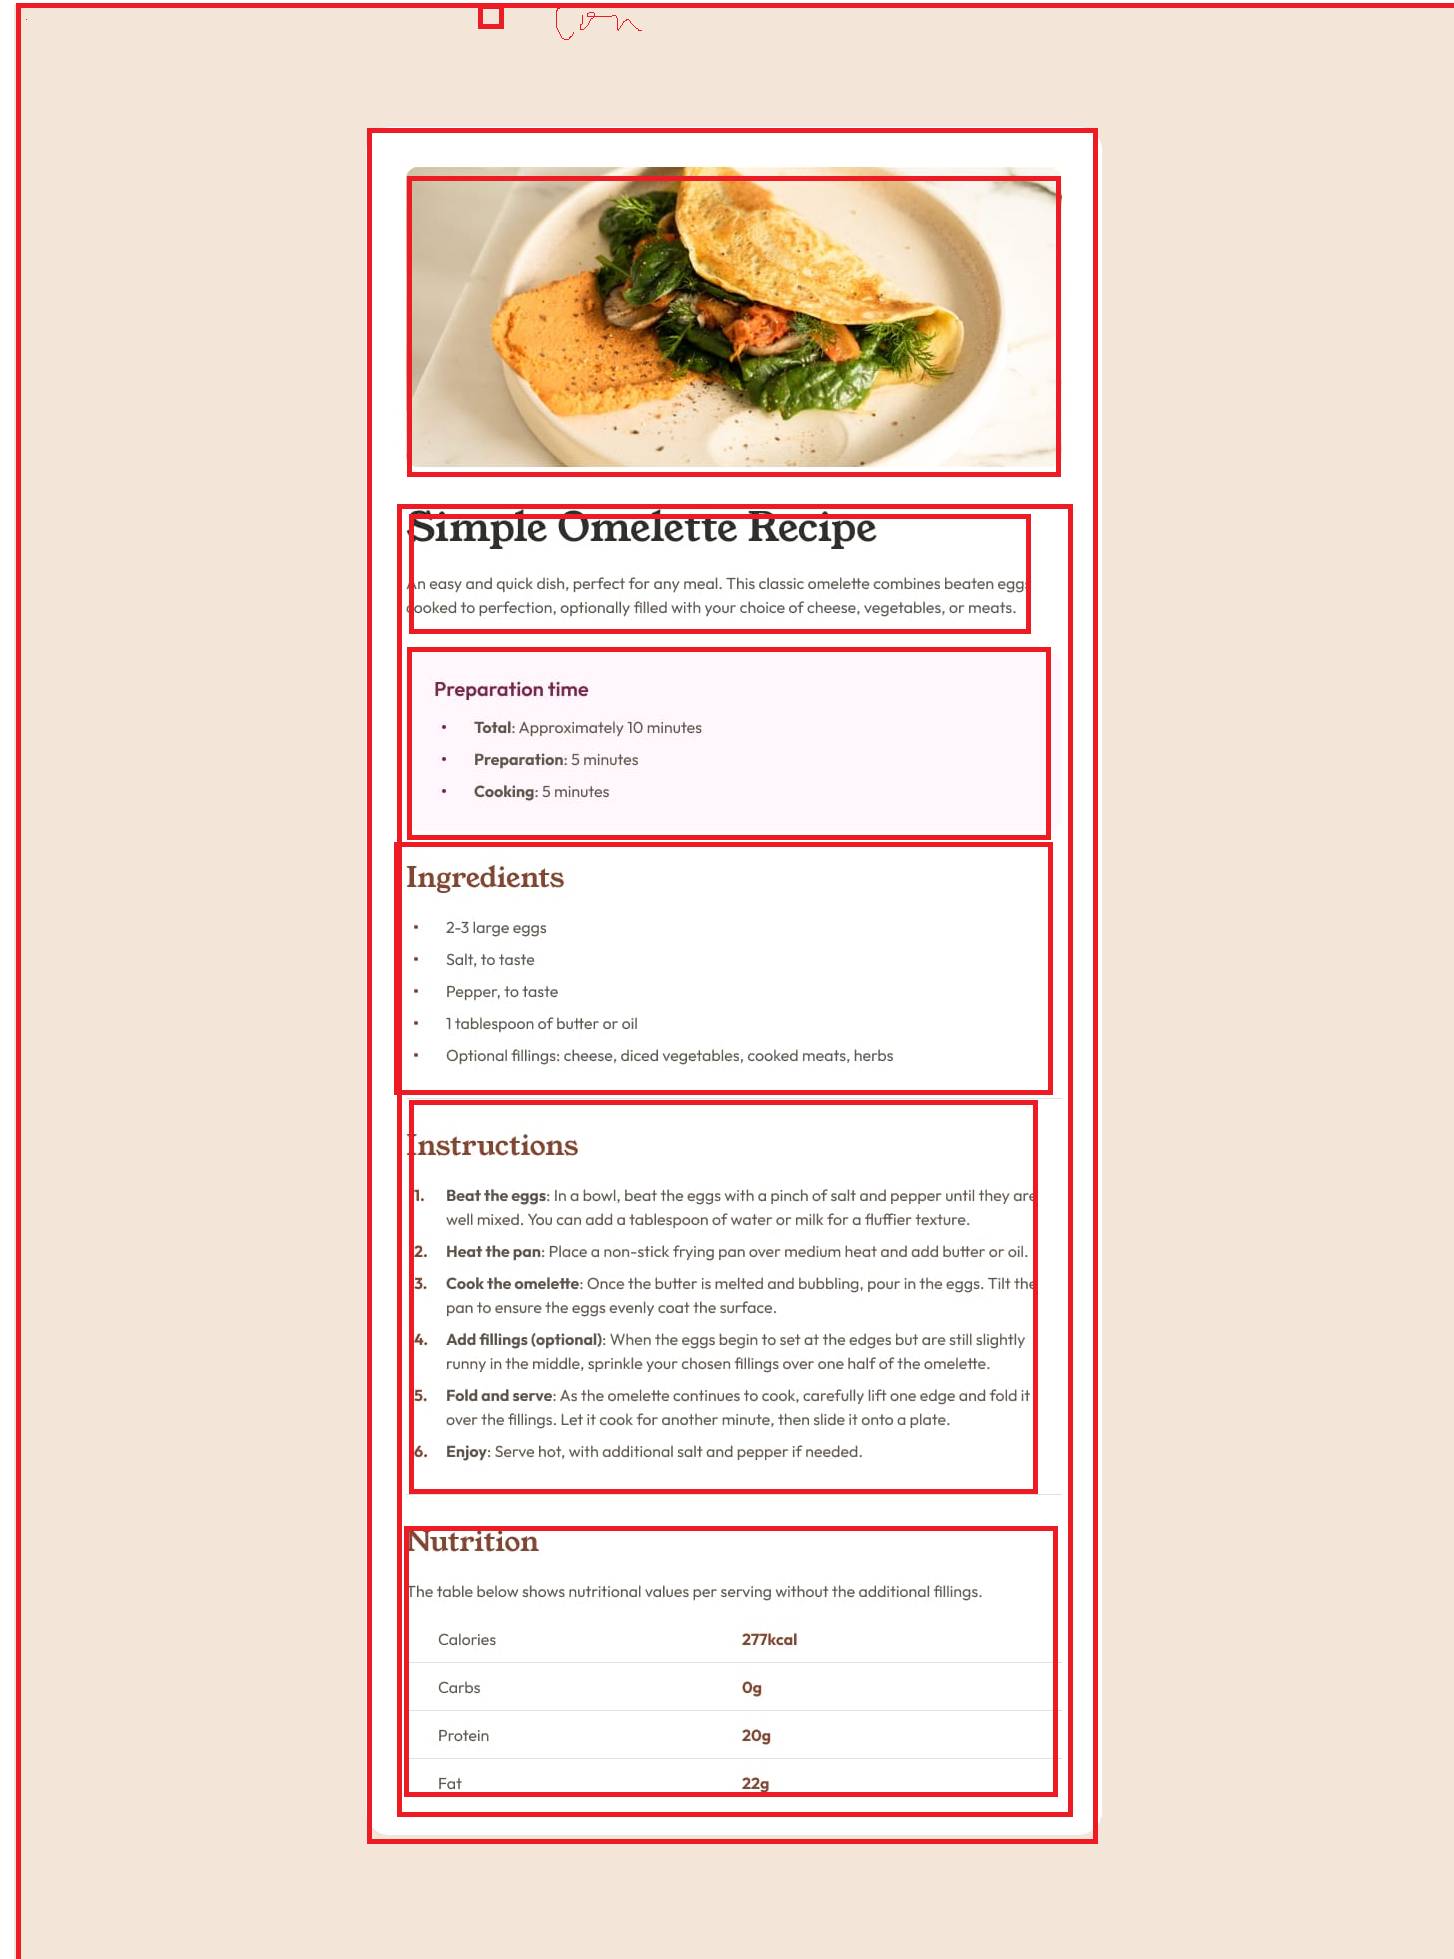 Simple Omelette Recipe
An easy and quick dish, perfect for any meal. This classic omelette combines beaten eggs
cooked to perfection, optionally filled with your choice of cheese, vegetables, or meats.
Preparation time
• Total: Approximately 10 minutes
• Preparation: 5 minutes
• Cooking: 5 minutes
Ingredients
• 2-3 large eggs
• Salt, to taste
• Pepper, to taste
• 1 tablespoon of butter or oil
• Optional fillings: cheese, diced vegetables, cooked meats, herbs
Instructions
1. Beat the eggs: In a bowl, beat the eggs with a pinch of salt and pepper until they are
well mixed. You can add a tablespoon of water or milk for a fluffier texture.
2. Heat the pan: Place a non-stick frying pan over medium heat and add butter or oil.
3. Cook the omelette: Once the butter is melted and bubbling, pour in the eggs. Tilt the
pan to ensure the eggs evenly coat the surface.
4. Add fillings (optional): When the eggs begin to set at the edges but are still slightly
runny in the middle, sprinkle your chosen fillings over one half of the omelette.
5. Fold and serve: As the omelette continues to cook, carefully lift one edge and fold it
over the fillings. Let it cook for another minute, then slide it onto a plate.
6. Enjoy: Serve hot, with additional salt and pepper if needed.
Nutrition
The table below shows nutritional values per serving without the additional fillings.
Calories 277kcal
Carbs 0g
Protein 20g
Fat 22g